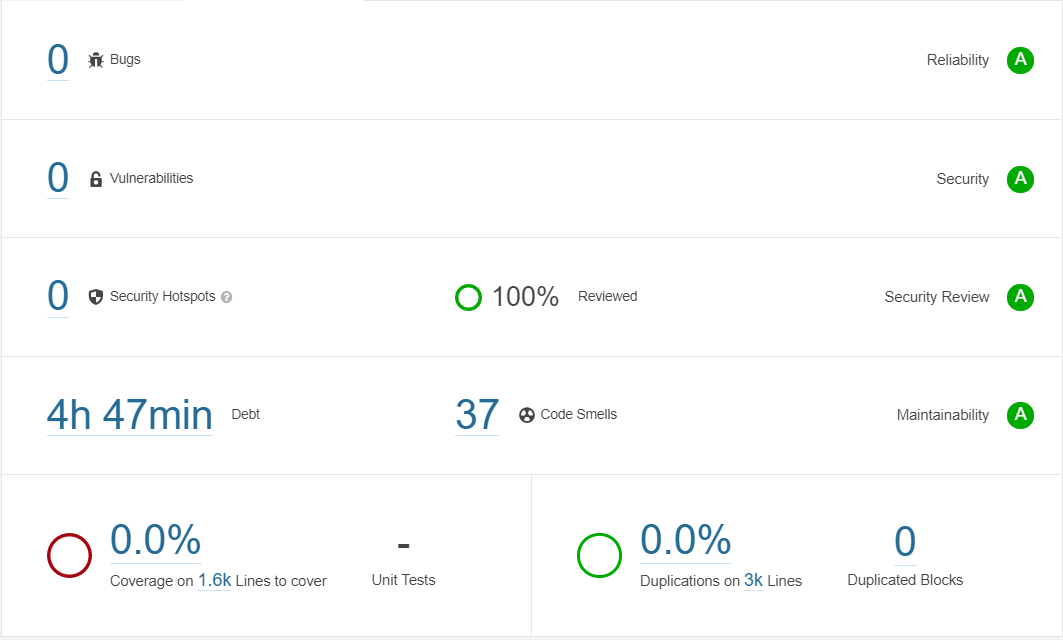 0 Bugs Reliability A
0 Vulnerabilities Security A
0 Security Hotspots ? 100% Reviewed Security Review A
4h 47min Debt 37 Code Smells Maintainability A
0.0% - 0.0% 0
Coverage on 1.6k Lines to cover Unit Tests Duplications on 3k Lines Duplicated Blocks